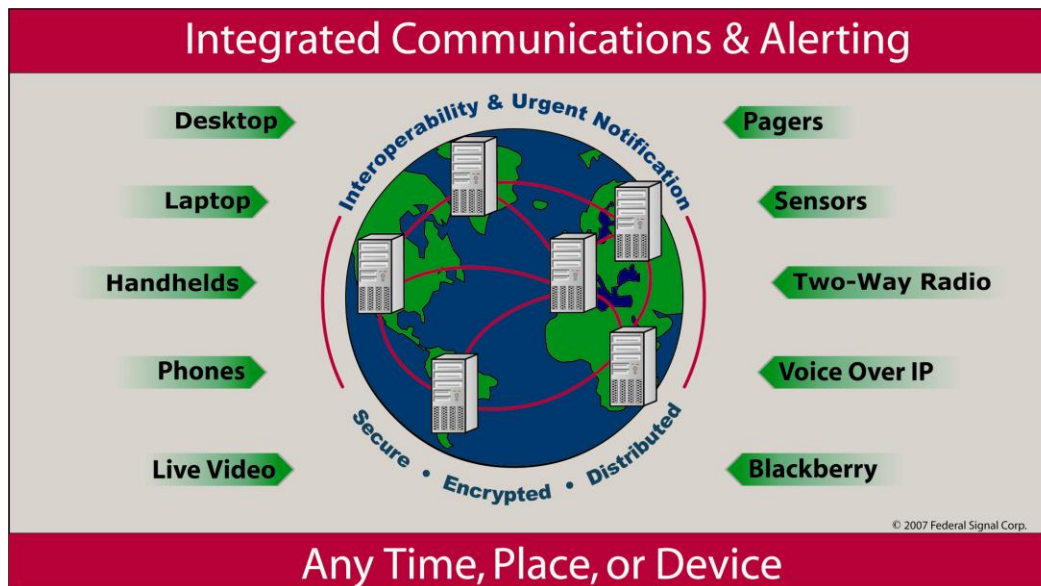 Integrated Communications & Alerting
Interoperability & Urgent Notification
Desktop
Laptop
Handhelds
Phones
Live Video
Pagers
Sensors
Two-Way Radio
Voice Over IP
Blackberry
Secure • Encrypted • Distributed
© 2007 Federal Signal Corp.
Any Time, Place, or Device